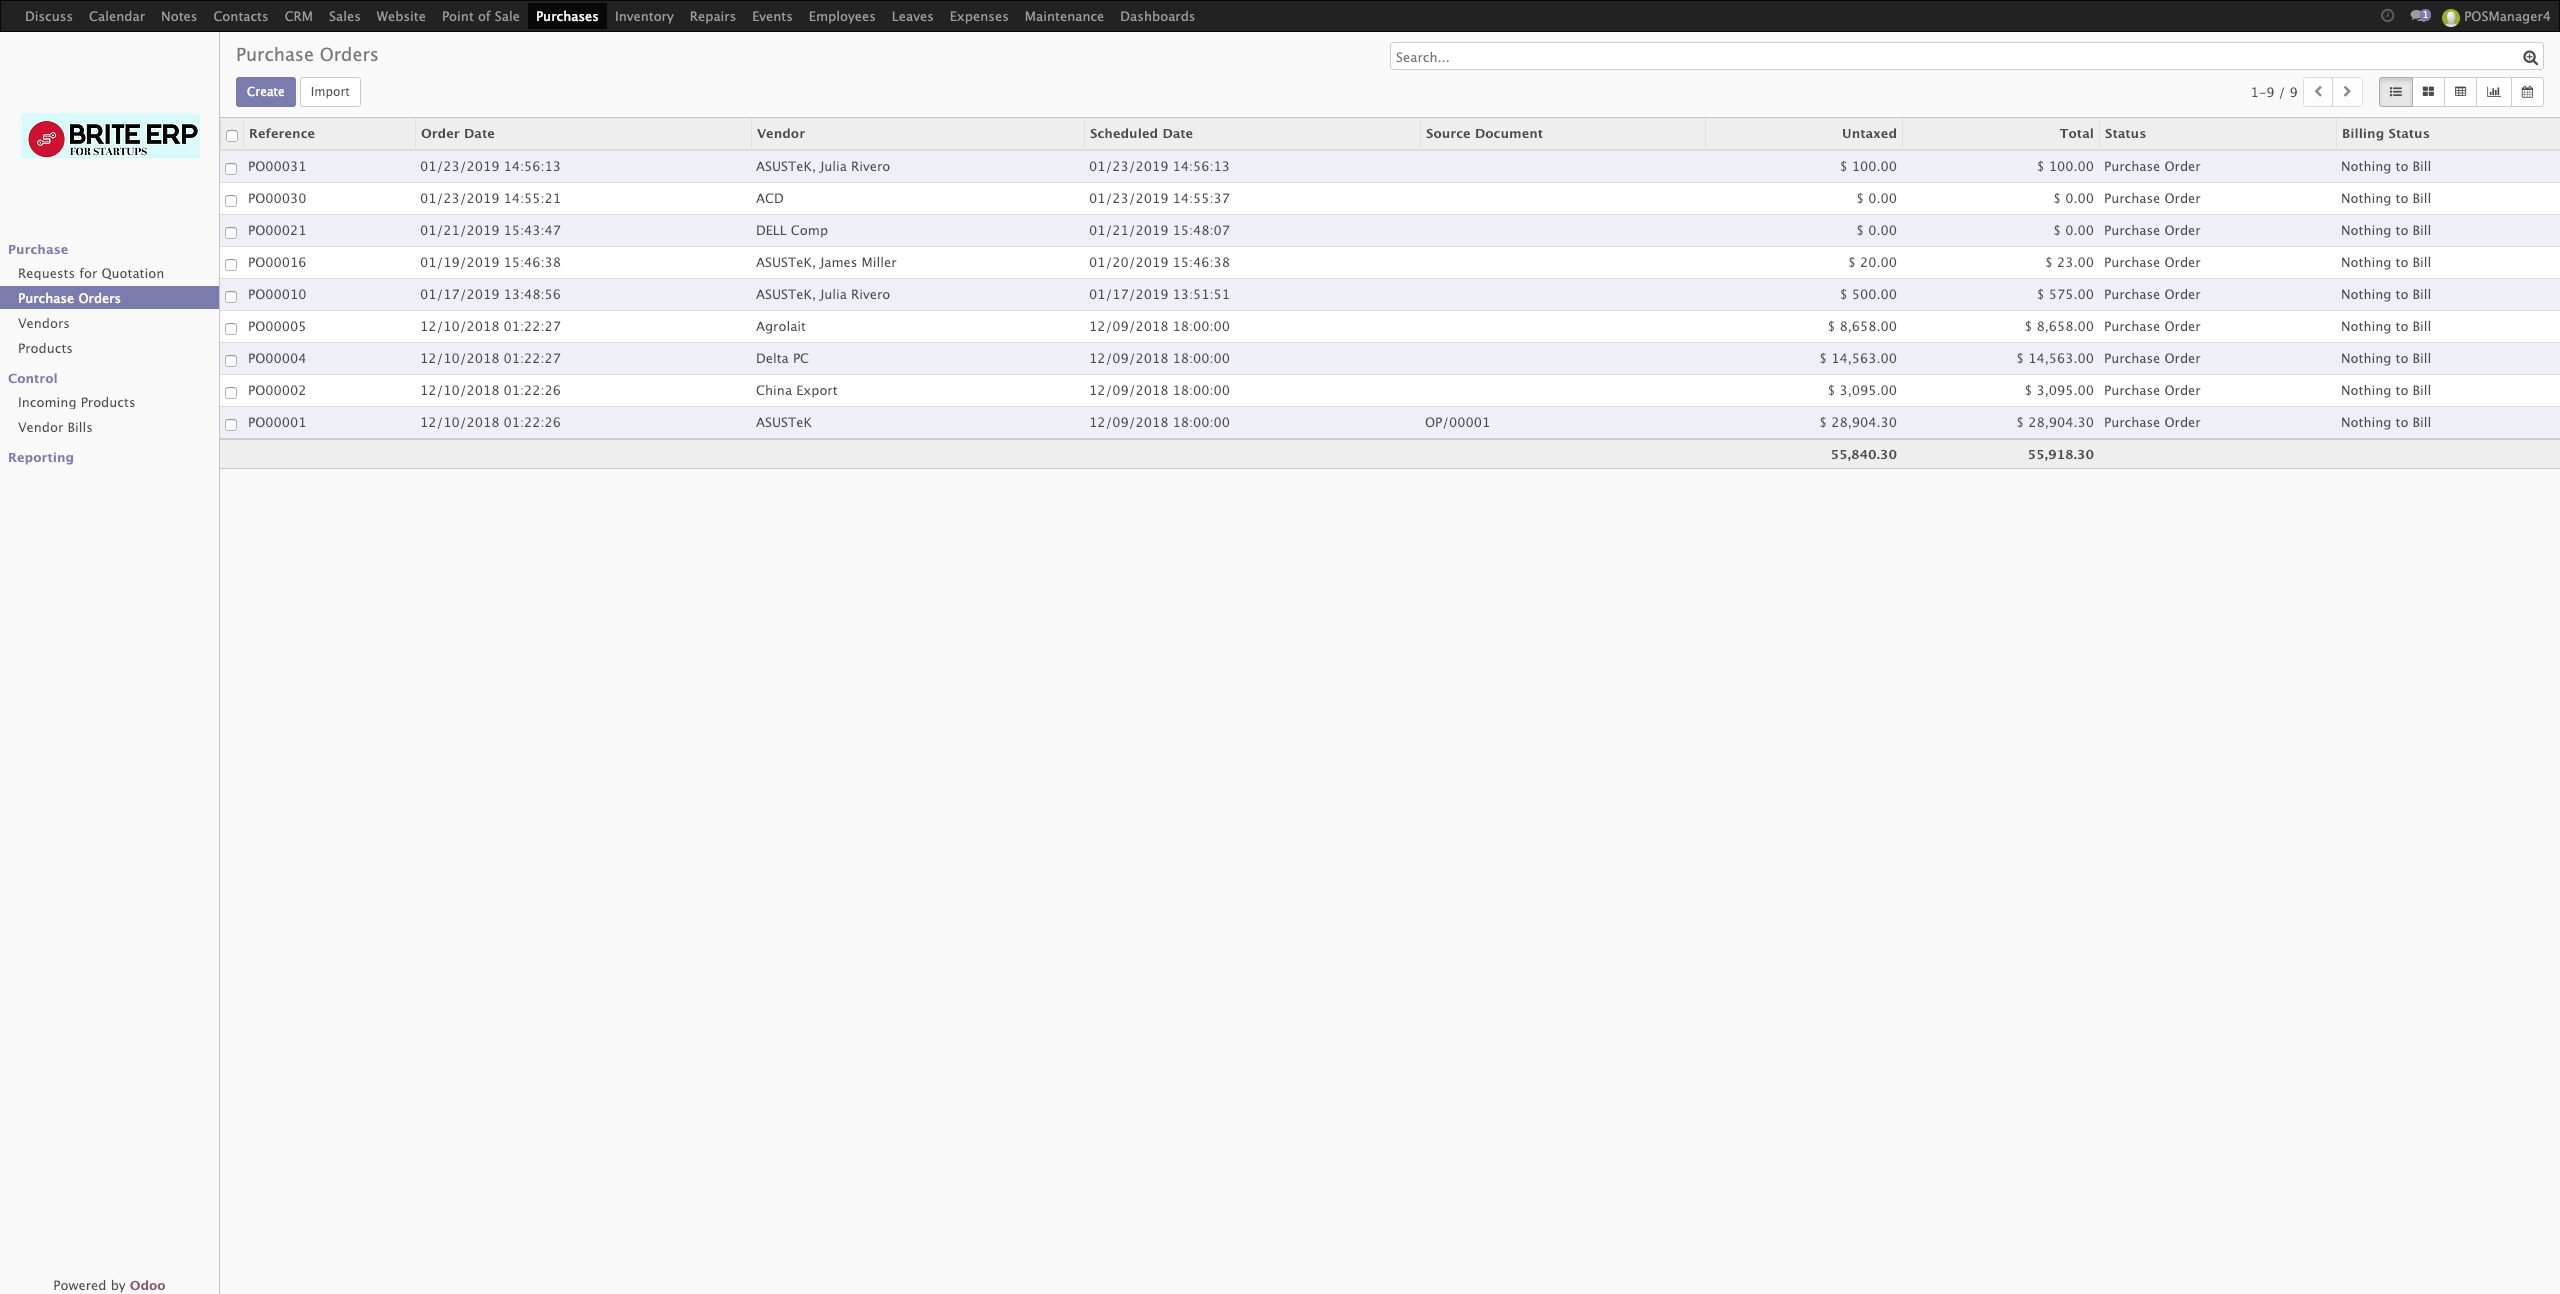 Discuss Calendar Notes Contacts CRM Sales Website Point of Sale Purchases Inventory Repairs Events Employees Leaves Expenses Maintenance Dashboards 1 POSManager4
Purchase Orders Search...
Create Import 1-9 / 9
BRITE ERP
FOR STARTUPS
Purchase
Requests for Quotation
Purchase Orders
Vendors
Products
Control
Incoming Products
Vendor Bills
Reporting
Reference Order Date Vendor Scheduled Date Source Document Untaxed Total Status Billing Status
PO00031 01/23/2019 14:56:13 ASUSTeK, Julia Rivero 01/23/2019 14:56:13 $ 100.00 $ 100.00 Purchase Order Nothing to Bill
PO00030 01/23/2019 14:55:21 ACD 01/23/2019 14:55:37 $ 0.00 $ 0.00 Purchase Order Nothing to Bill
PO00021 01/21/2019 15:43:47 DELL Comp 01/21/2019 15:48:07 $ 0.00 $ 0.00 Purchase Order Nothing to Bill
PO00016 01/19/2019 15:46:38 ASUSTeK, James Miller 01/20/2019 15:46:38 $ 20.00 $ 23.00 Purchase Order Nothing to Bill
PO00010 01/17/2019 13:48:56 ASUSTeK, Julia Rivero 01/17/2019 13:51:51 $ 500.00 $ 575.00 Purchase Order Nothing to Bill
PO00005 12/10/2018 01:22:27 Agrolait 12/09/2018 18:00:00 $ 8,658.00 $ 8,658.00 Purchase Order Nothing to Bill
PO00004 12/10/2018 01:22:27 Delta PC 12/09/2018 18:00:00 $ 14,563.00 $ 14,563.00 Purchase Order Nothing to Bill
PO00002 12/10/2018 01:22:26 China Export 12/09/2018 18:00:00 $ 3,095.00 $ 3,095.00 Purchase Order Nothing to Bill
PO00001 12/10/2018 01:22:26 ASUSTeK 12/09/2018 18:00:00 OP/00001 $ 28,904.30 $ 28,904.30 Purchase Order Nothing to Bill
55,840.30 55,918.30
Powered by Odoo